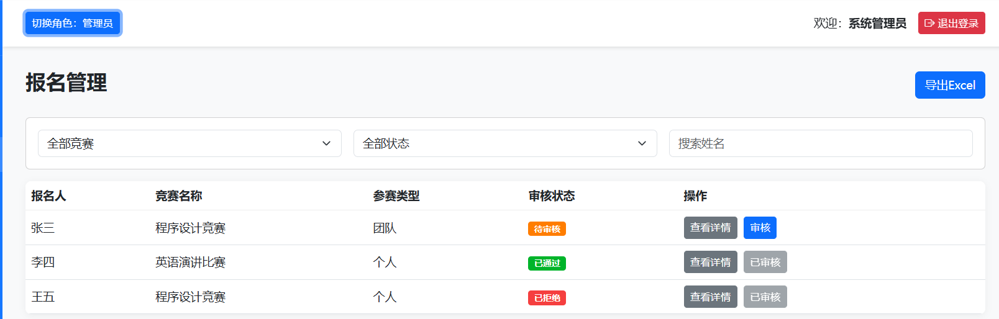 切换角色：管理员 欢迎：系统管理员 退出登录
报名管理 导出Excel
全部竞赛 全部状态 搜索姓名
报名人 竞赛名称 参赛类型 审核状态 操作
张三 程序设计竞赛 团队 待审核 查看详情 审核
李四 英语演讲比赛 个人 已通过 查看详情 已审核
王五 程序设计竞赛 个人 已拒绝 查看详情 已审核